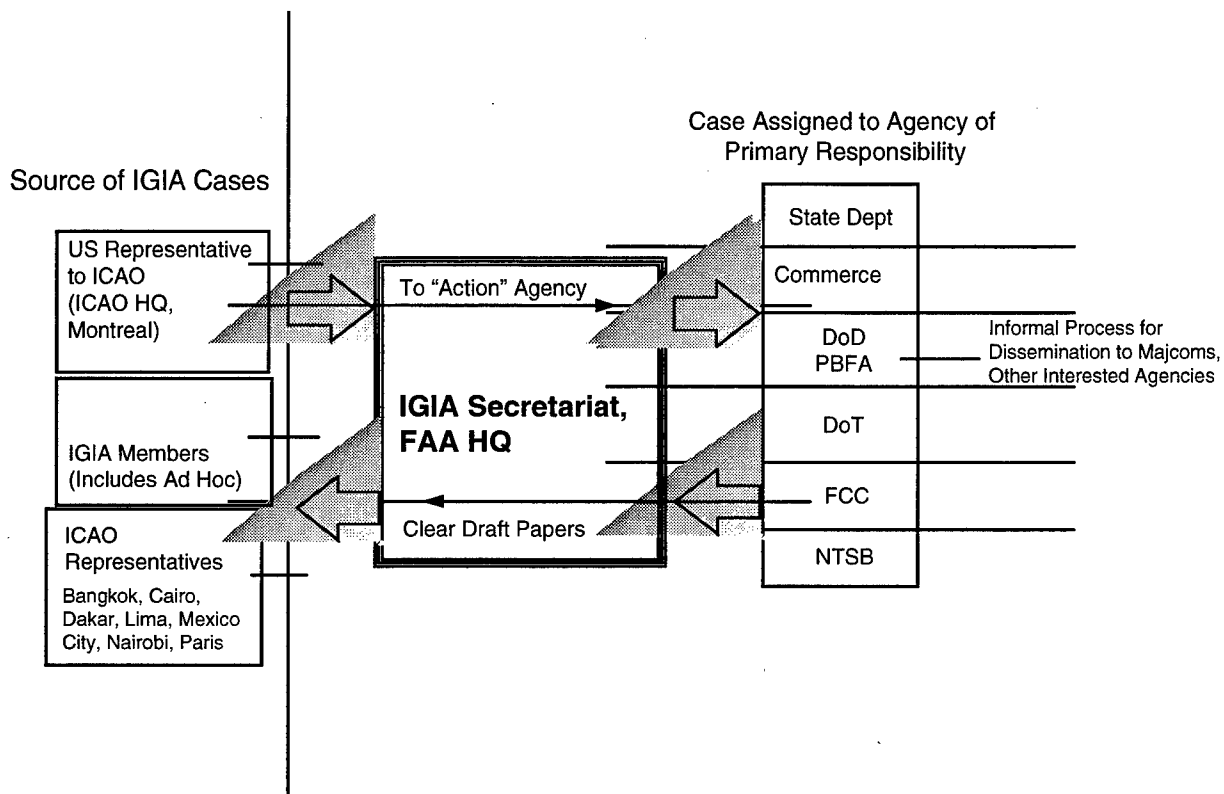 Source of IGIA Cases
US Representative
to ICAO
(ICAO HQ,
Montreal)
IGIA Members
(Includes Ad Hoc)
ICAO
Representatives
Bangkok, Cairo,
Dakar, Lima, Mexico
City, Nairobi, Paris
To “Action” Agency
IGIA Secretariat,
FAA HQ
Clear Draft Papers
Case Assigned to Agency of
Primary Responsibility
State Dept
Commerce
DoD
PBFA
DoT
FCC
NTSB
Informal Process for
Dissemination to Majcoms,
Other Interested Agencies